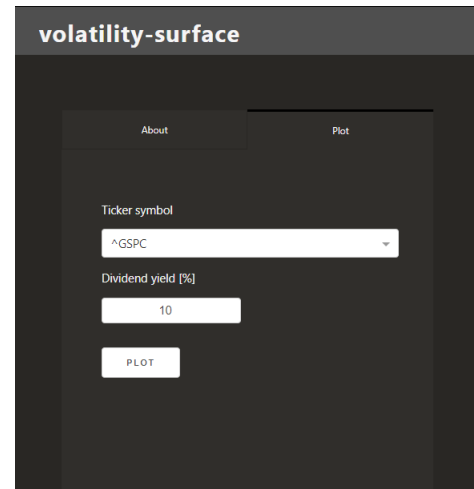 volatility-surface
About
Plot
Ticker symbol
^GSPC
Dividend yield [%]
10
PLOT